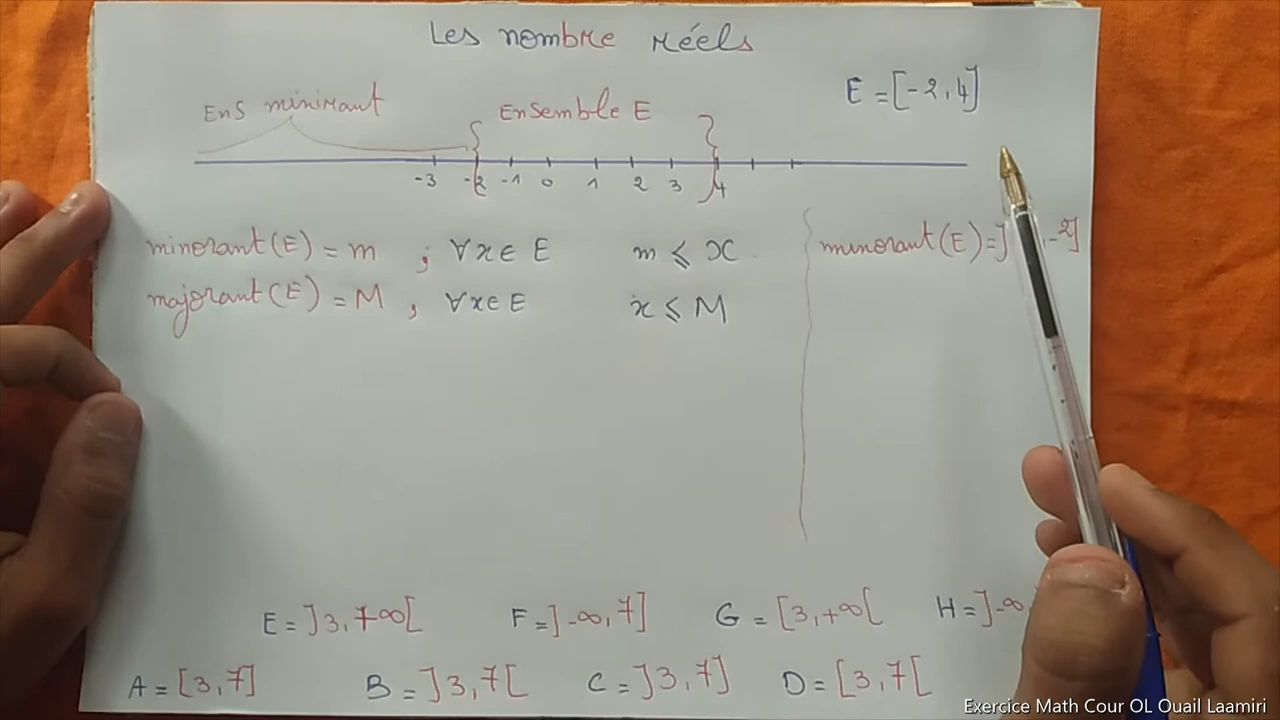 Les nombre réels
E = [-2, 4]
Ens minirant Ensemble E
-3 -2 -1 0 1 2 3 4
minorant(E) = m ; ∀x ∈ E m ⩽ x
minorant(E) = ] , -2]
majorant(E) = M , ∀x ∈ E x ⩽ M
E = ]3, +∞[ F = ]-∞, 7] G = [3, +∞[ H = ]-∞,
A = [3, 7] B = ]3, 7[ C = ]3, 7] D = [3, 7[
Exercice Math Cour OL Ouail Laamiri